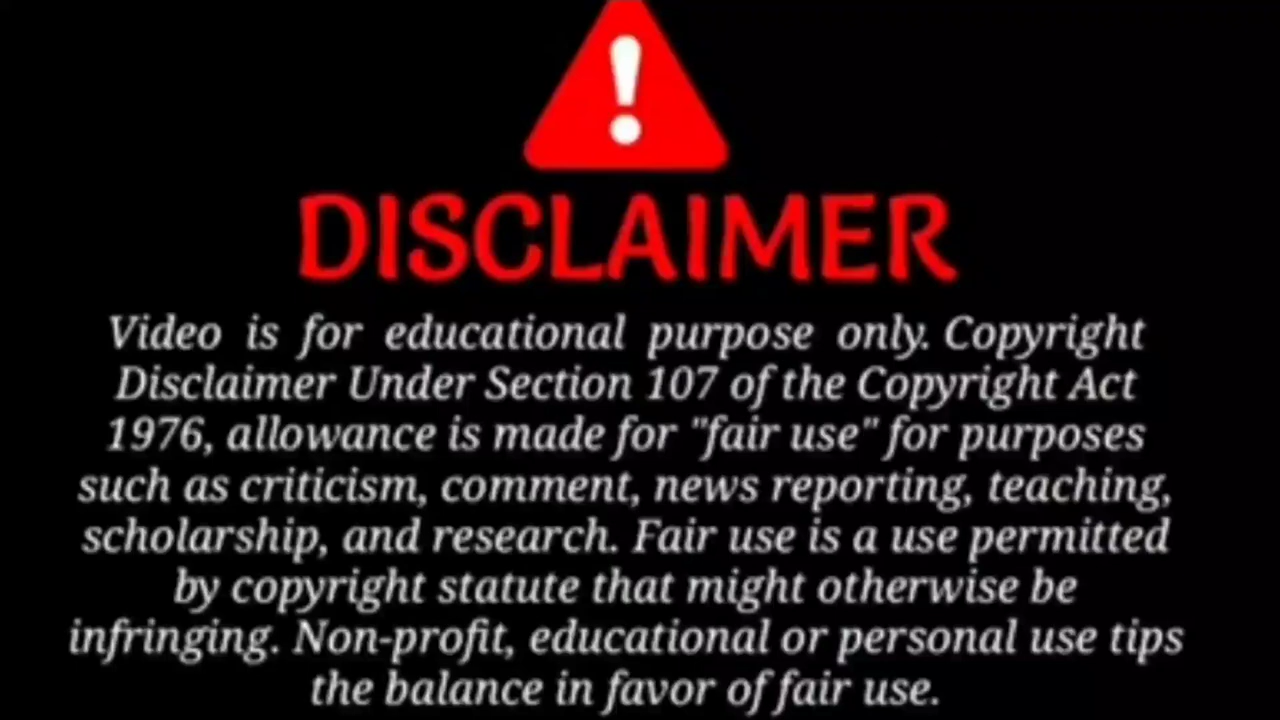 DISCLAIMER
Video is for educational purpose only. Copyright
Disclaimer Under Section 107 of the Copyright Act
1976, allowance is made for "fair use" for purposes
such as criticism, comment, news reporting, teaching,
scholarship, and research. Fair use is a use permitted
by copyright statute that might otherwise be
infringing. Non-profit, educational or personal use tips
the balance in favor of fair use.